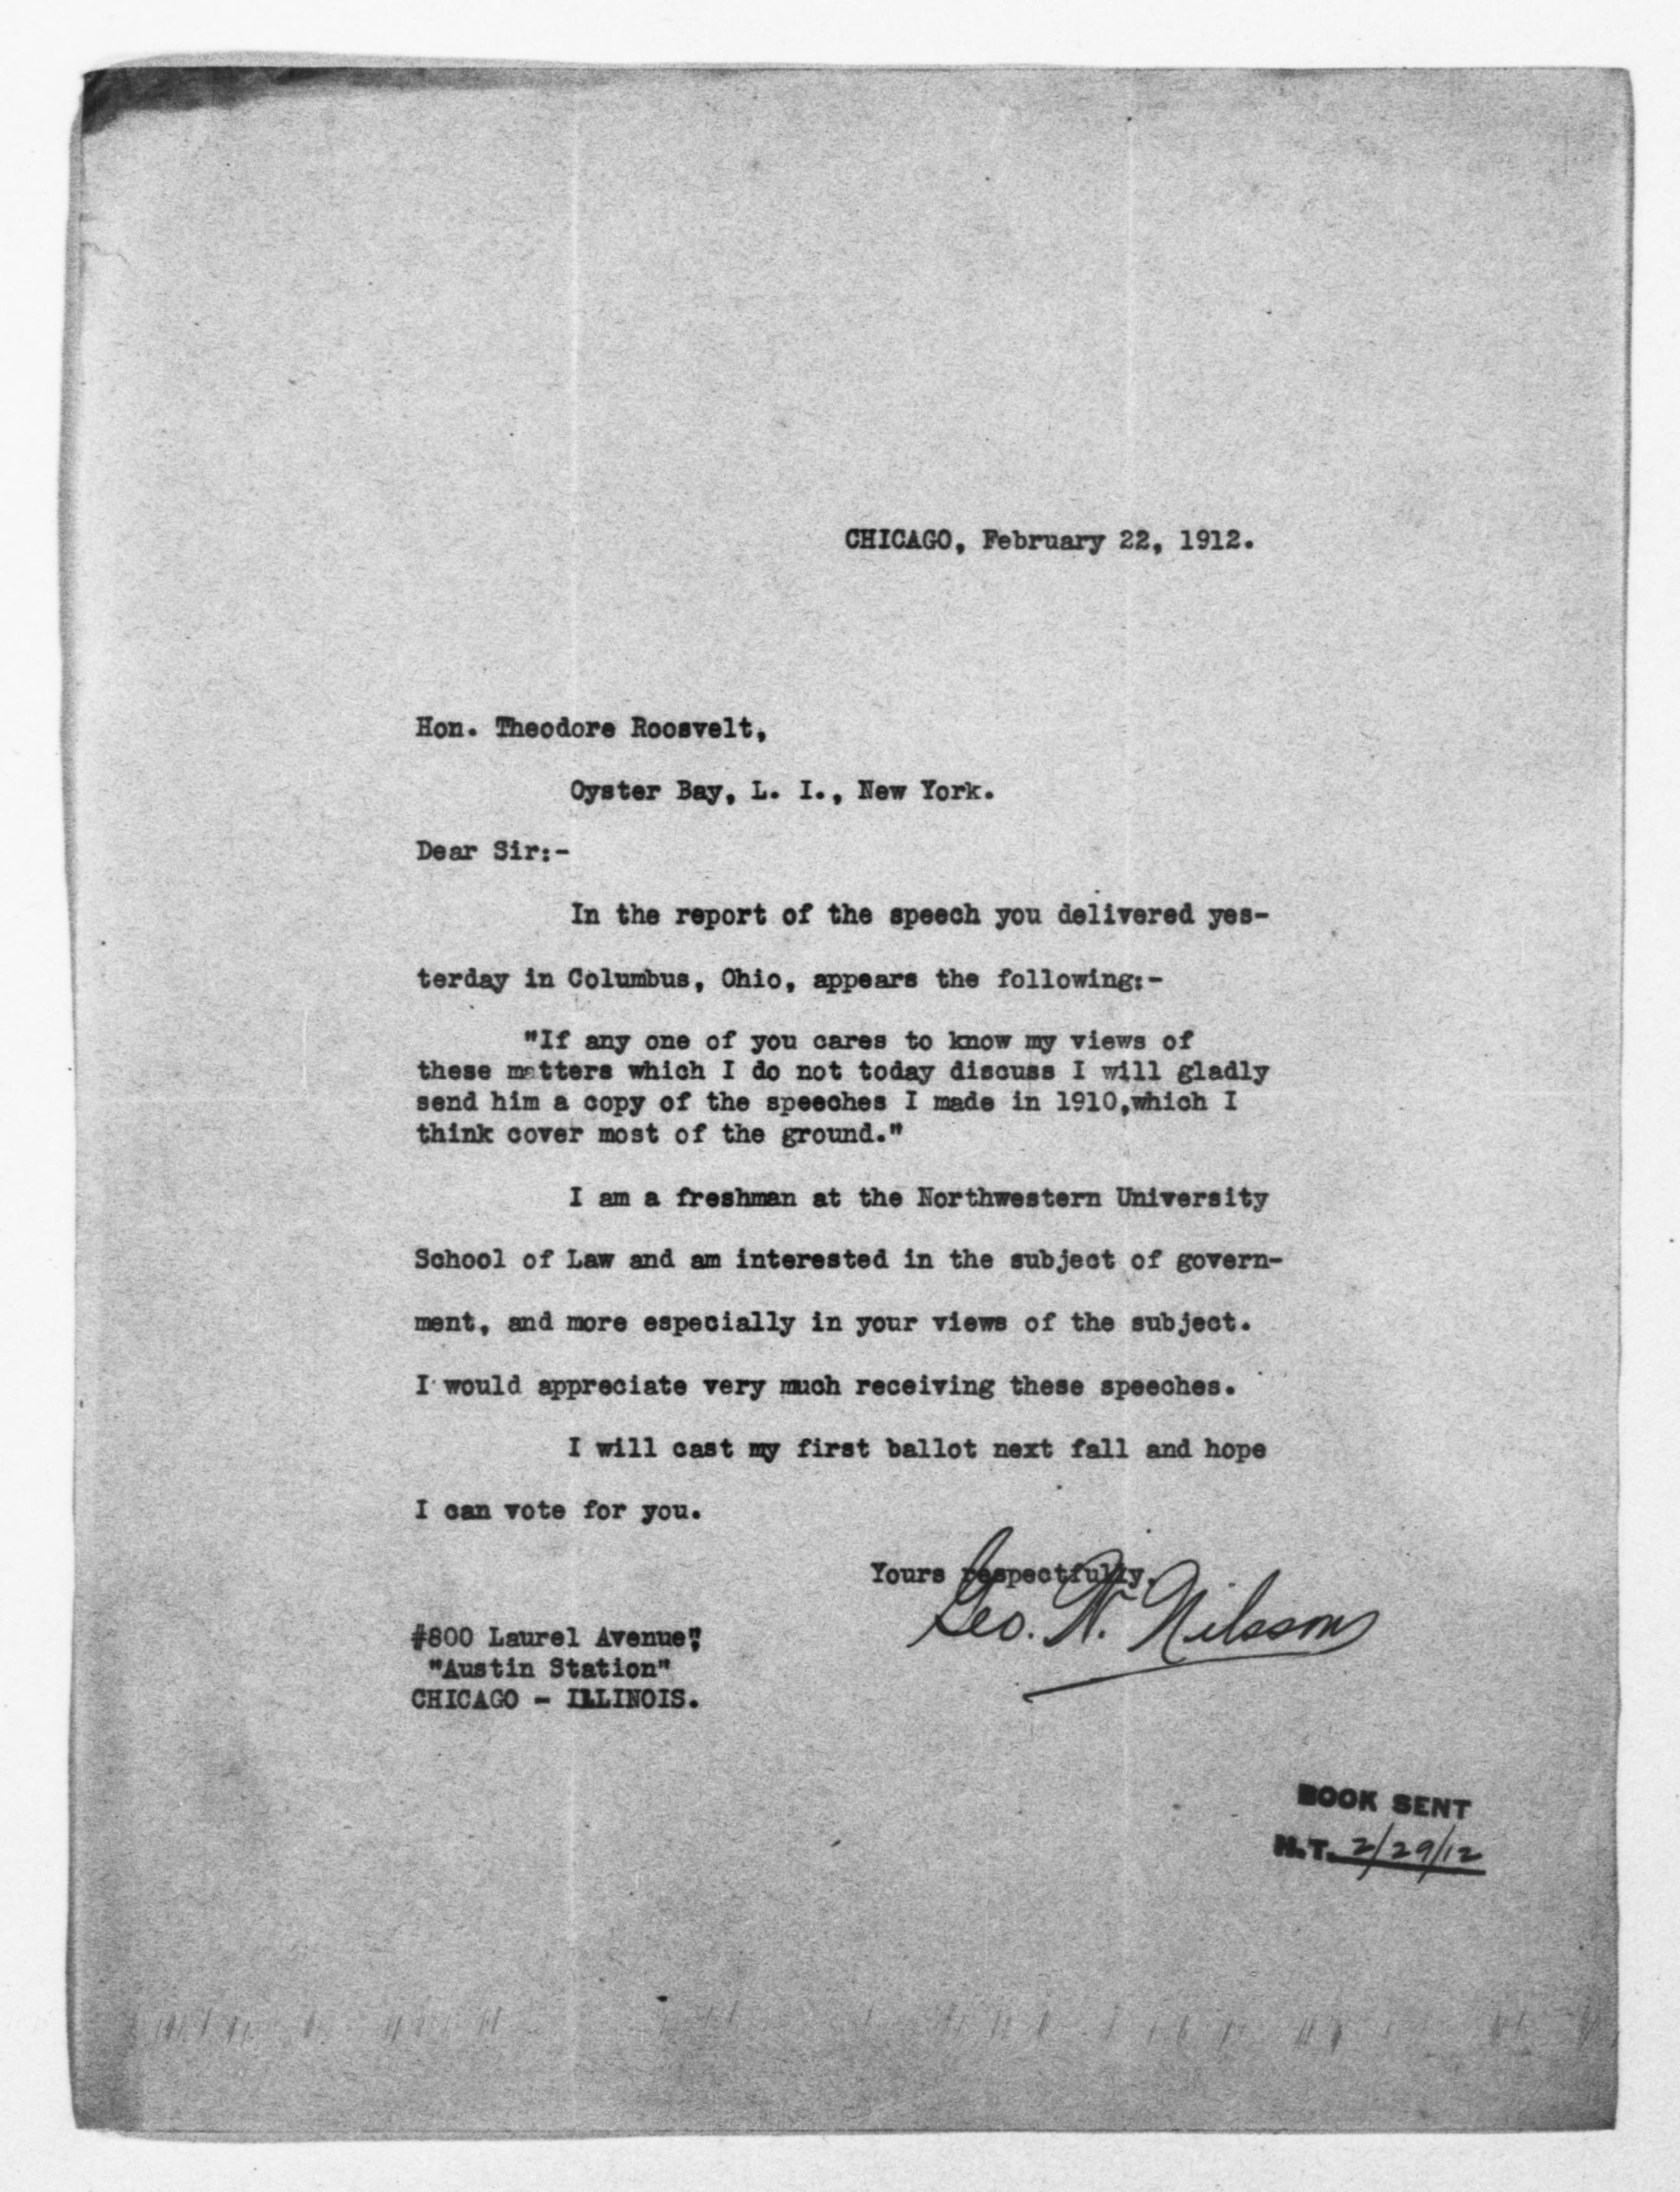 CHICAGO, February 22, 1912.
Hon. Theodore Roosvelt,
Oyster Bay, L. I., New York.
Dear Sir:-
In the report of the speech you delivered yes-
terday in Columbus, Ohio, appears the following:-
"If any one of you cares to know my views of
these matters which I do not today discuss I will gladly
send him a copy of the speeches I made in 1910,which I
think cover most of the ground."
I am a freshman at the Northwestern University
School of Law and am interested in the subject of govern-
ment, and more especially in your views of the subject.
I would appreciate very much receiving these speeches.
I will cast my first ballot next fall and hope
I can vote for you.
Yours respectfully,
Geo. W. Nilsson
#800 Laurel Avenue",
"Austin Station"
CHICAGO - ILLINOIS.
BOOK SENT
M.T. 2/29/12